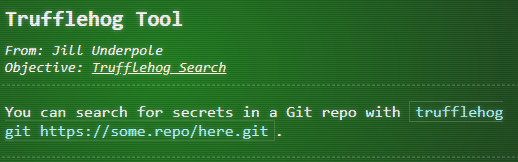 Trufflehog Tool
From: Jill Underpole
Objective: Trufflehog Search
You can search for secrets in a Git repo with trufflehog
git https://some.repo/here.git.